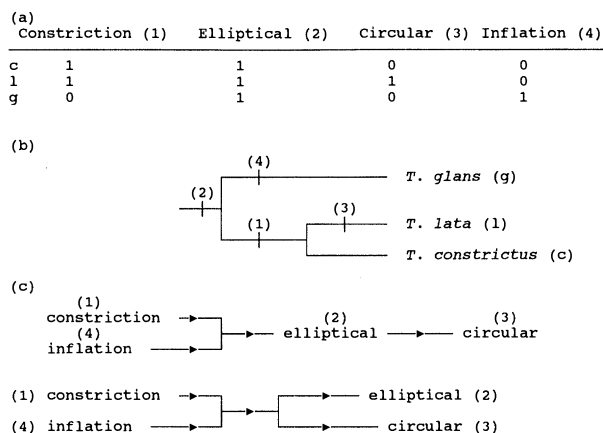 (a)
Constriction (1) Elliptical (2) Circular (3) Inflation (4)
c 1 1 0 0
l 1 1 1 0
g 0 1 0 1
(b)
(4)
T. glans (g)
(2)
(3)
(1) T. lata (l)
T. constrictus (c)
(c)
(1)
constriction (2) (3)
(4) elliptical circular
inflation
(1) constriction elliptical (2)
(4) inflation circular (3)